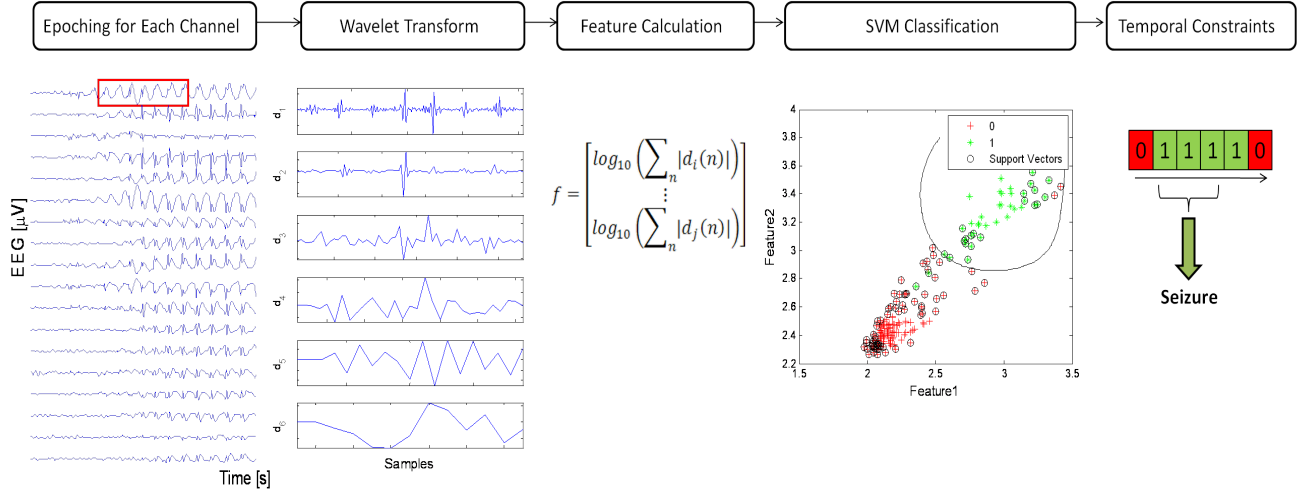 Epoching for Each Channel
Wavelet Transform
Feature Calculation
SVM Classification
Temporal Constraints
EEG [μV]
Time [s]
d1
d2
d3
d4
d5
d6
Samples
f = [log10(∑n|di(n)|)
⋮
log10(∑n|dj(n)|)]
0
1
Support Vectors
4
3.8
3.6
3.4
3.2
3
2.8
2.6
2.4
2.2
1.5 2 2.5 3 3.5
Feature2
Feature1
0 1 1 1 1 0
Seizure